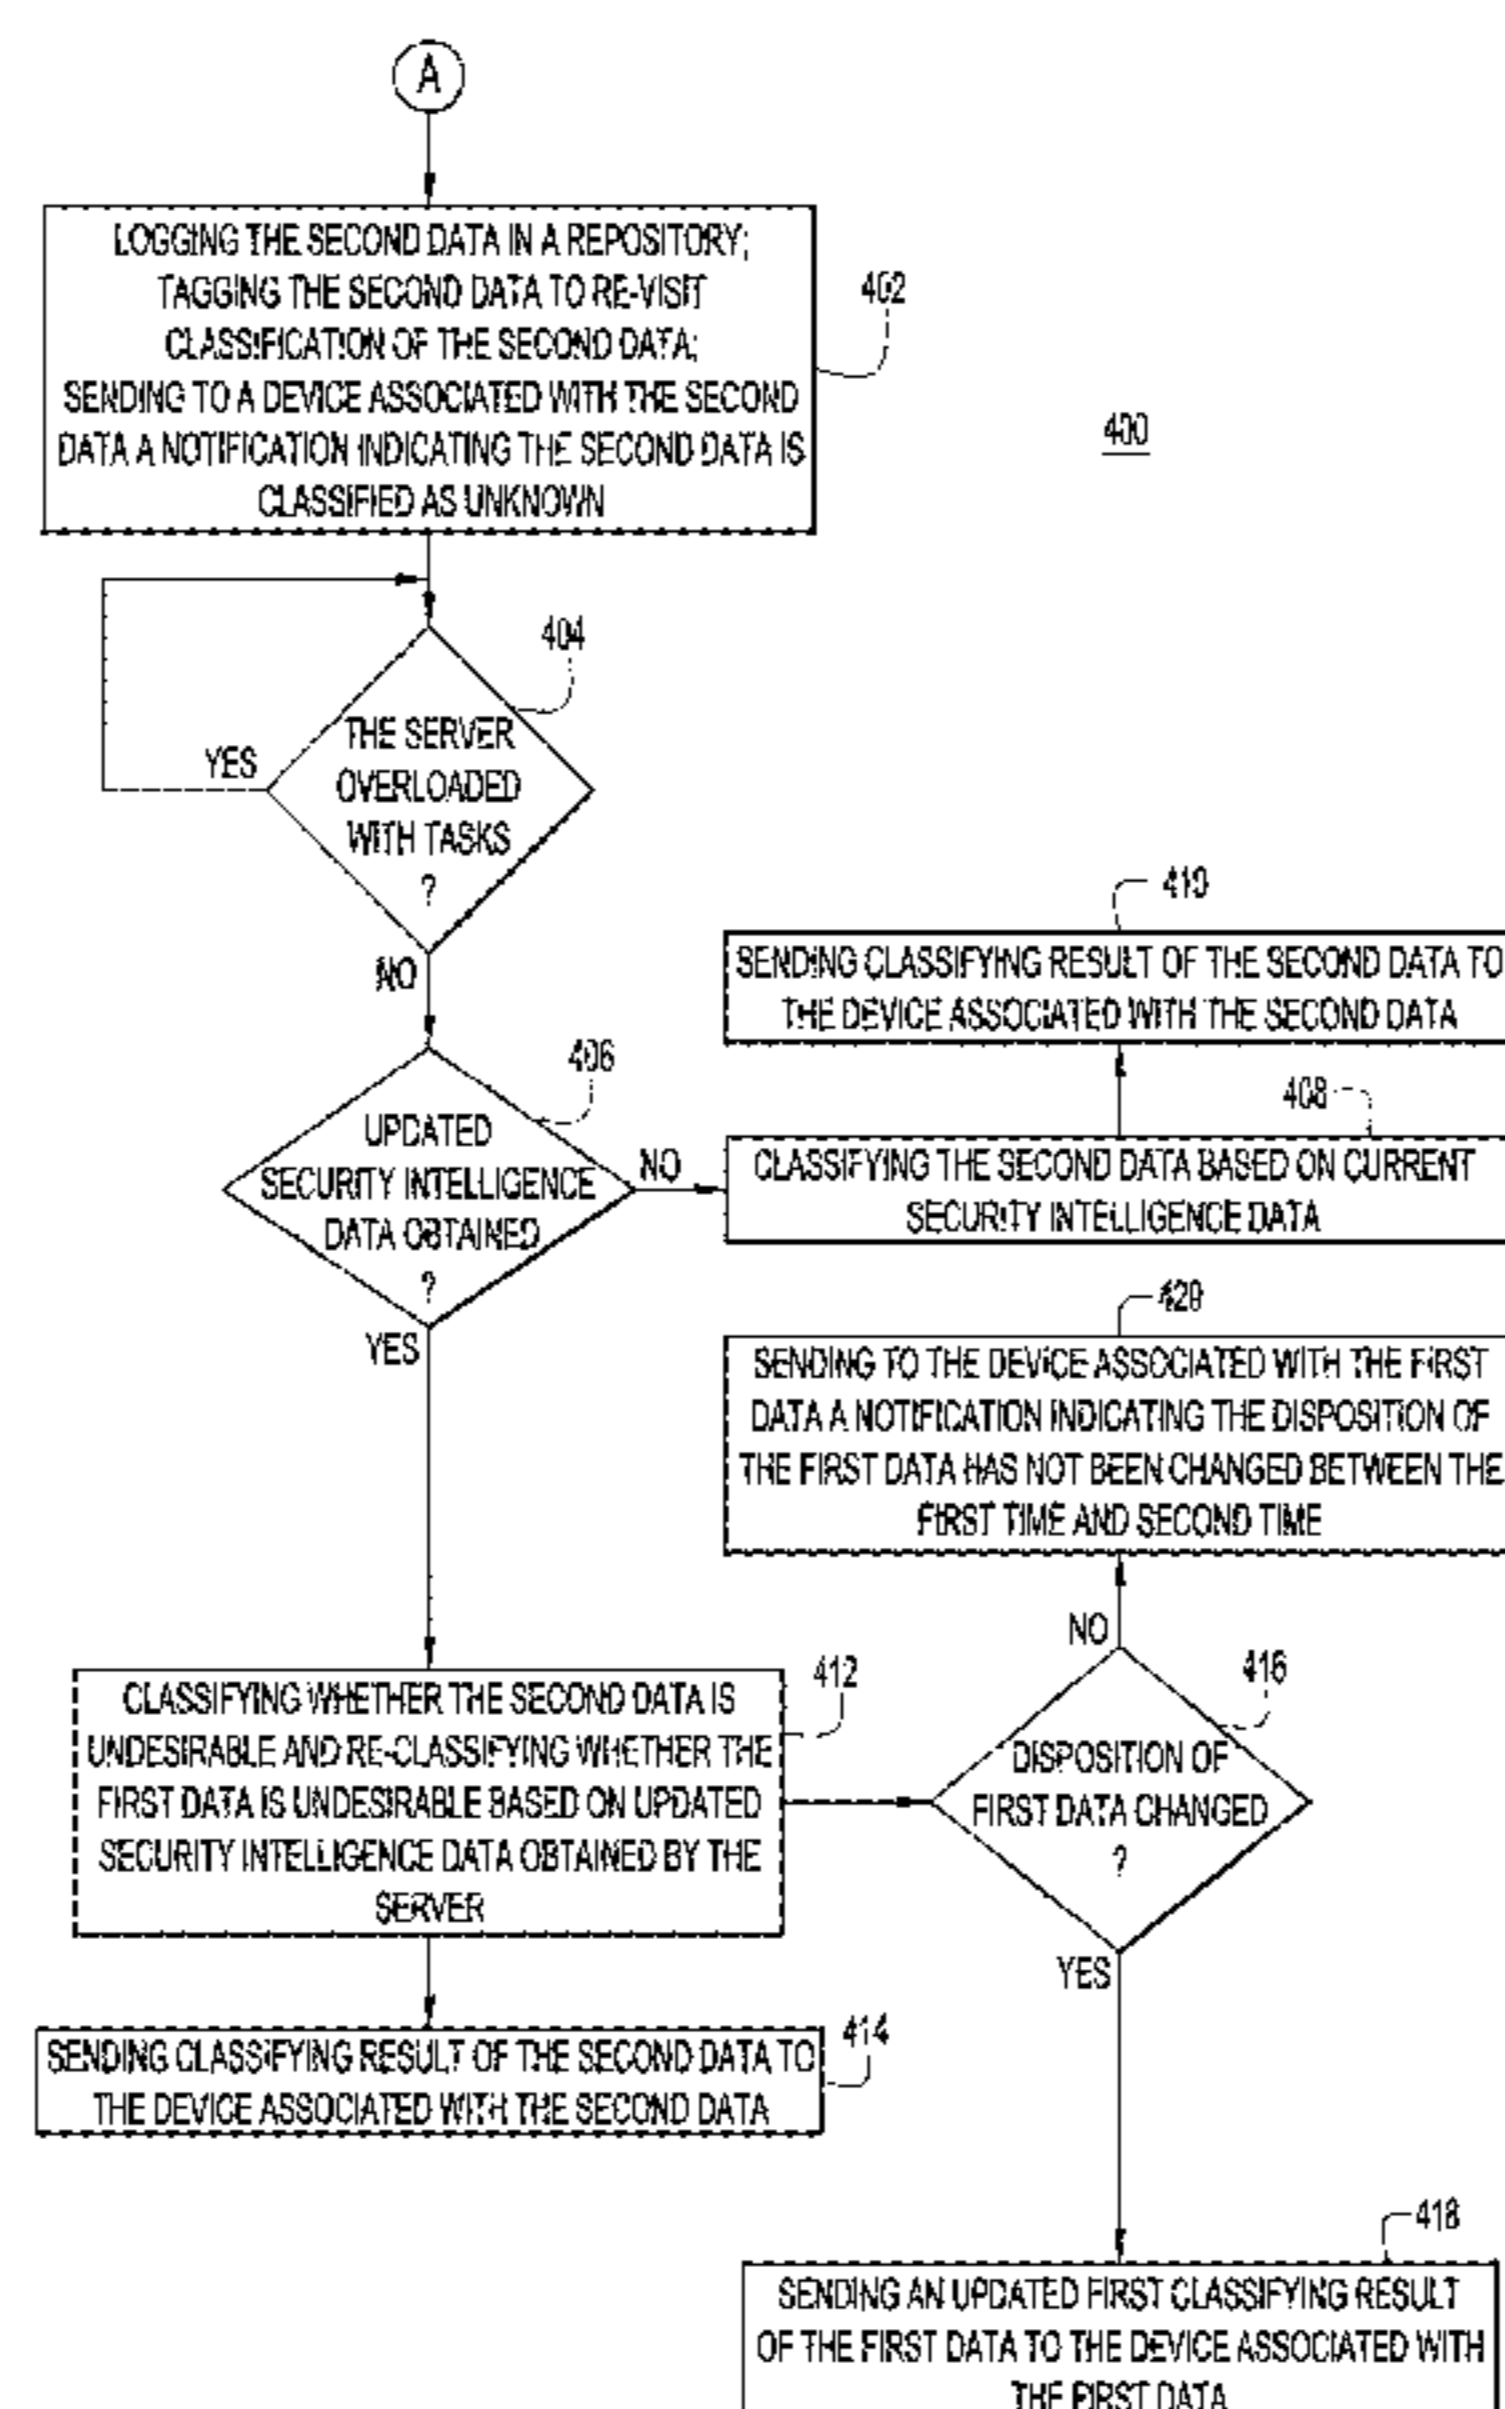 A
LOGGING THE SECOND DATA IN A REPOSITORY;
TAGGING THE SECOND DATA TO RE-VISIT
CLASSIFICATION OF THE SECOND DATA;
SENDING TO A DEVICE ASSOCIATED WITH THE SECOND
DATA A NOTIFICATION INDICATING THE SECOND DATA IS
CLASSIFIED AS UNKNOWN
402
400
404
THE SERVER
OVERLOADED
WITH TASKS
?
YES
NO
410
SENDING CLASSIFYING RESULT OF THE SECOND DATA TO
THE DEVICE ASSOCIATED WITH THE SECOND DATA
406
UPDATED
SECURITY INTELLIGENCE
DATA OBTAINED
?
NO
YES
408
CLASSIFYING THE SECOND DATA BASED ON CURRENT
SECURITY INTELLIGENCE DATA
420
SENDING TO THE DEVICE ASSOCIATED WITH THE FIRST
DATA A NOTIFICATION INDICATING THE DISPOSITION OF
THE FIRST DATA HAS NOT BEEN CHANGED BETWEEN THE
FIRST TIME AND SECOND TIME
412
CLASSIFYING WHETHER THE SECOND DATA IS
UNDESIRABLE AND RE-CLASSIFYING WHETHER THE
FIRST DATA IS UNDESIRABLE BASED ON UPDATED
SECURITY INTELLIGENCE DATA OBTAINED BY THE
SERVER
NO
416
DISPOSITION OF
FIRST DATA CHANGED
?
YES
414
SENDING CLASSIFYING RESULT OF THE SECOND DATA TO
THE DEVICE ASSOCIATED WITH THE SECOND DATA
418
SENDING AN UPDATED FIRST CLASSIFYING RESULT
OF THE FIRST DATA TO THE DEVICE ASSOCIATED WITH
THE FIRST DATA